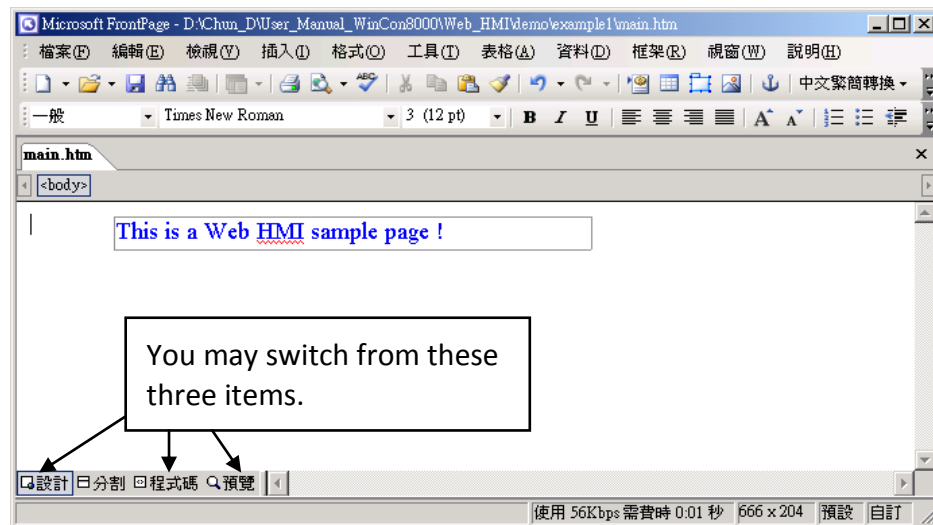 Microsoft FrontPage - D:\Chun_D\User_Manual_WinCon8000\Web_HMI\demo\example1\main.htm
檔案(F) 編輯(E) 檢視(V) 插入(I) 格式(O) 工具(T) 表格(A) 資料(D) 框架(R) 視窗(W) 說明(H)
ABC 中文繁簡轉換
一般 Times New Roman 3 (12 pt) B I U A A
main.htm
<body>
This is a Web HMI sample page !
You may switch from these
three items.
設計 分割 程式碼 預覽
使用 56Kbps 需費時 0:01 秒 666 x 204 預設 自訂